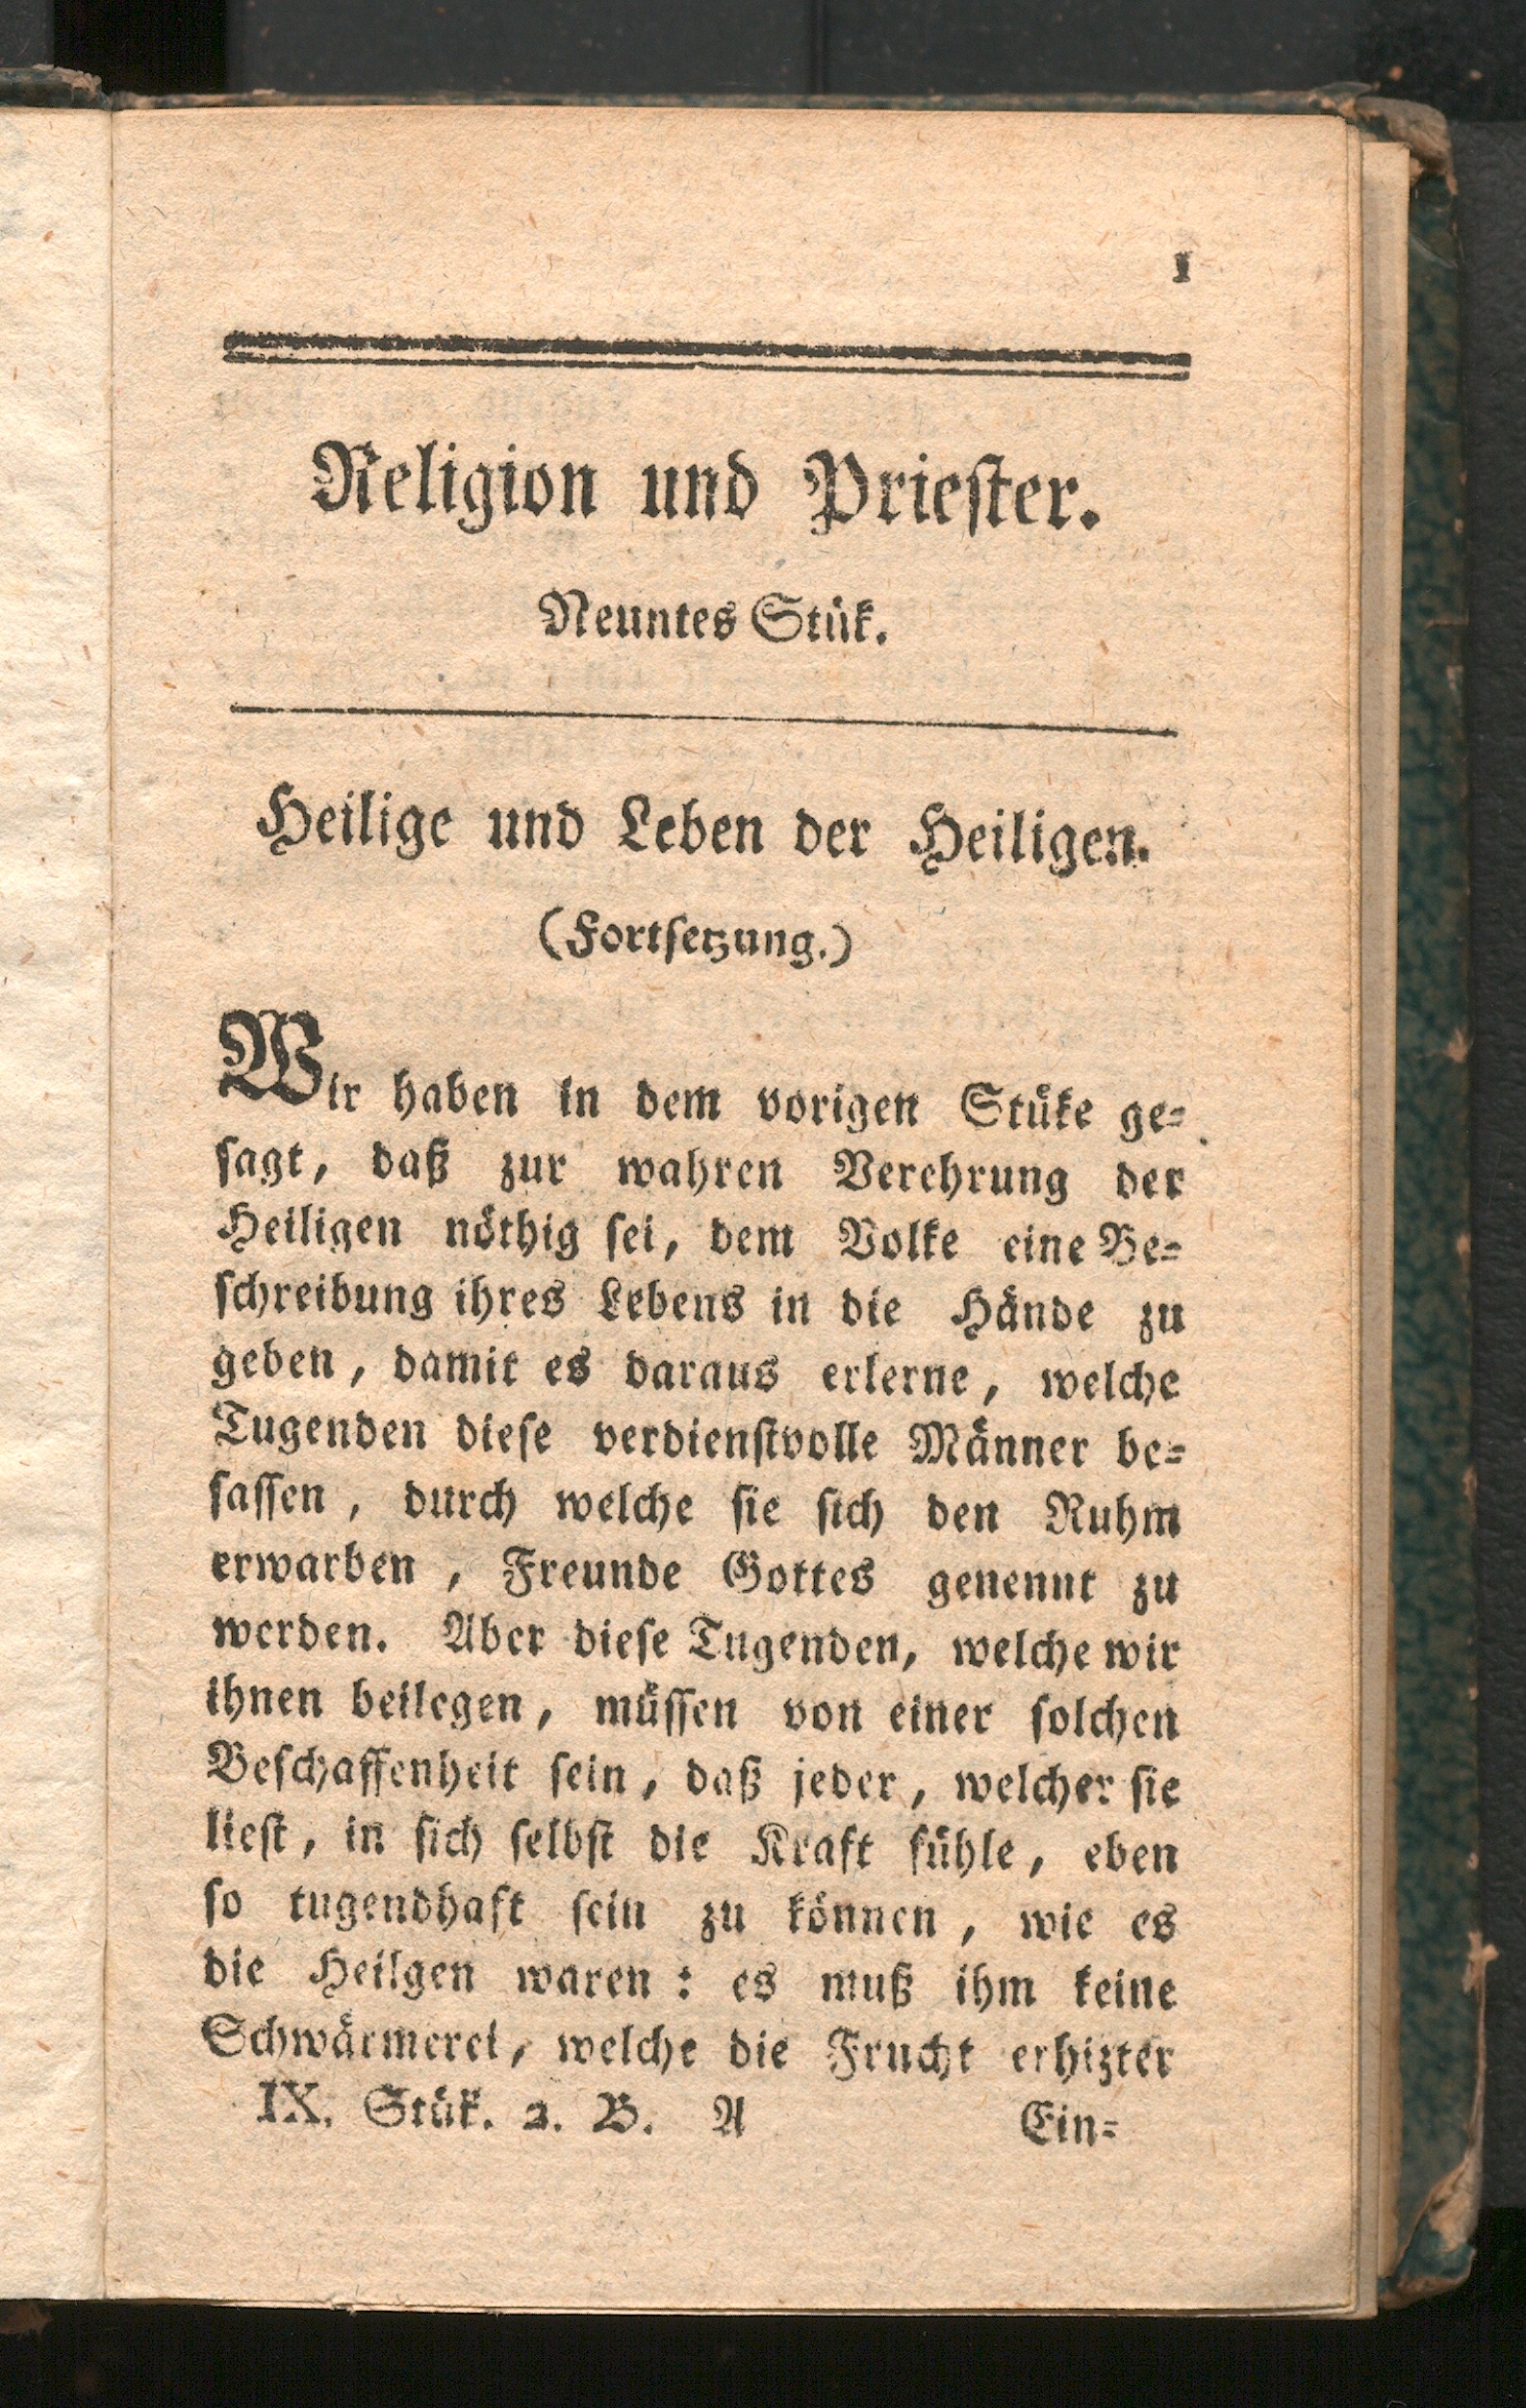 1
Religion und Priester.
Neuntes Stük.
Heilige und Leben der Heiligen.
(Fortsetzung.)
Wir haben in dem vorigen Stüke ge=
sagt, daß zur wahren Verehrung der
Heiligen nöthig sei, dem Volke eine Be=
schreibung ihres Lebens in die Hände zu
geben, damit es daraus erlerne, welche
Tugenden diese verdienstvolle Männer be=
sassen, durch welche sie sich den Ruhm
erwarben, Freunde Gottes genennt zu
werden. Aber diese Tugenden, welche wir
ihnen beilegen, müssen von einer solchen
Beschaffenheit sein, daß jeder, welcher sie
liest, in sich selbst die Kraft fühle, eben
so tugendhaft sein zu können, wie es
die Heilgen waren: es muß ihm keine
Schwärmerei, welche die Frucht erhizter
IX. Stük. 2. B. A Ein=